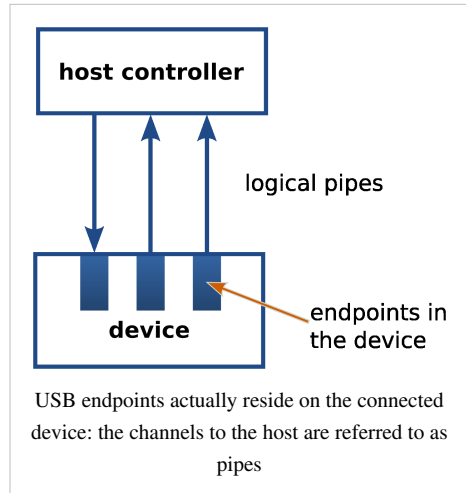 host controller
logical pipes
endpoints in
the device
device
USB endpoints actually reside on the connected
device: the channels to the host are referred to as
pipes